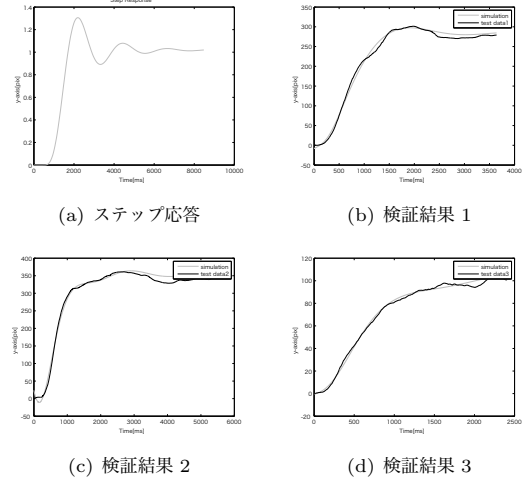 Step Response
1.4
1.2
1
0.8
0.6
0.4
0.2
0
y-axis[pix]
0 2000 4000 6000 8000 10000
Time[ms]
(a) ステップ応答
350
300
250
200
150
100
50
0
-50
y-axis[pix]
simulation
test data1
0 500 1000 1500 2000 2500 3000 3500 4000
Time[ms]
(b) 検証結果 1
400
350
300
250
200
150
100
50
0
-50
y-axis[pix]
simulation
test data2
0 1000 2000 3000 4000 5000 6000
Time[ms]
(c) 検証結果 2
120
100
80
60
40
20
0
-20
y-axis[pix]
simulation
test data3
0 500 1000 1500 2000 2500
Time[ms]
(d) 検証結果 3